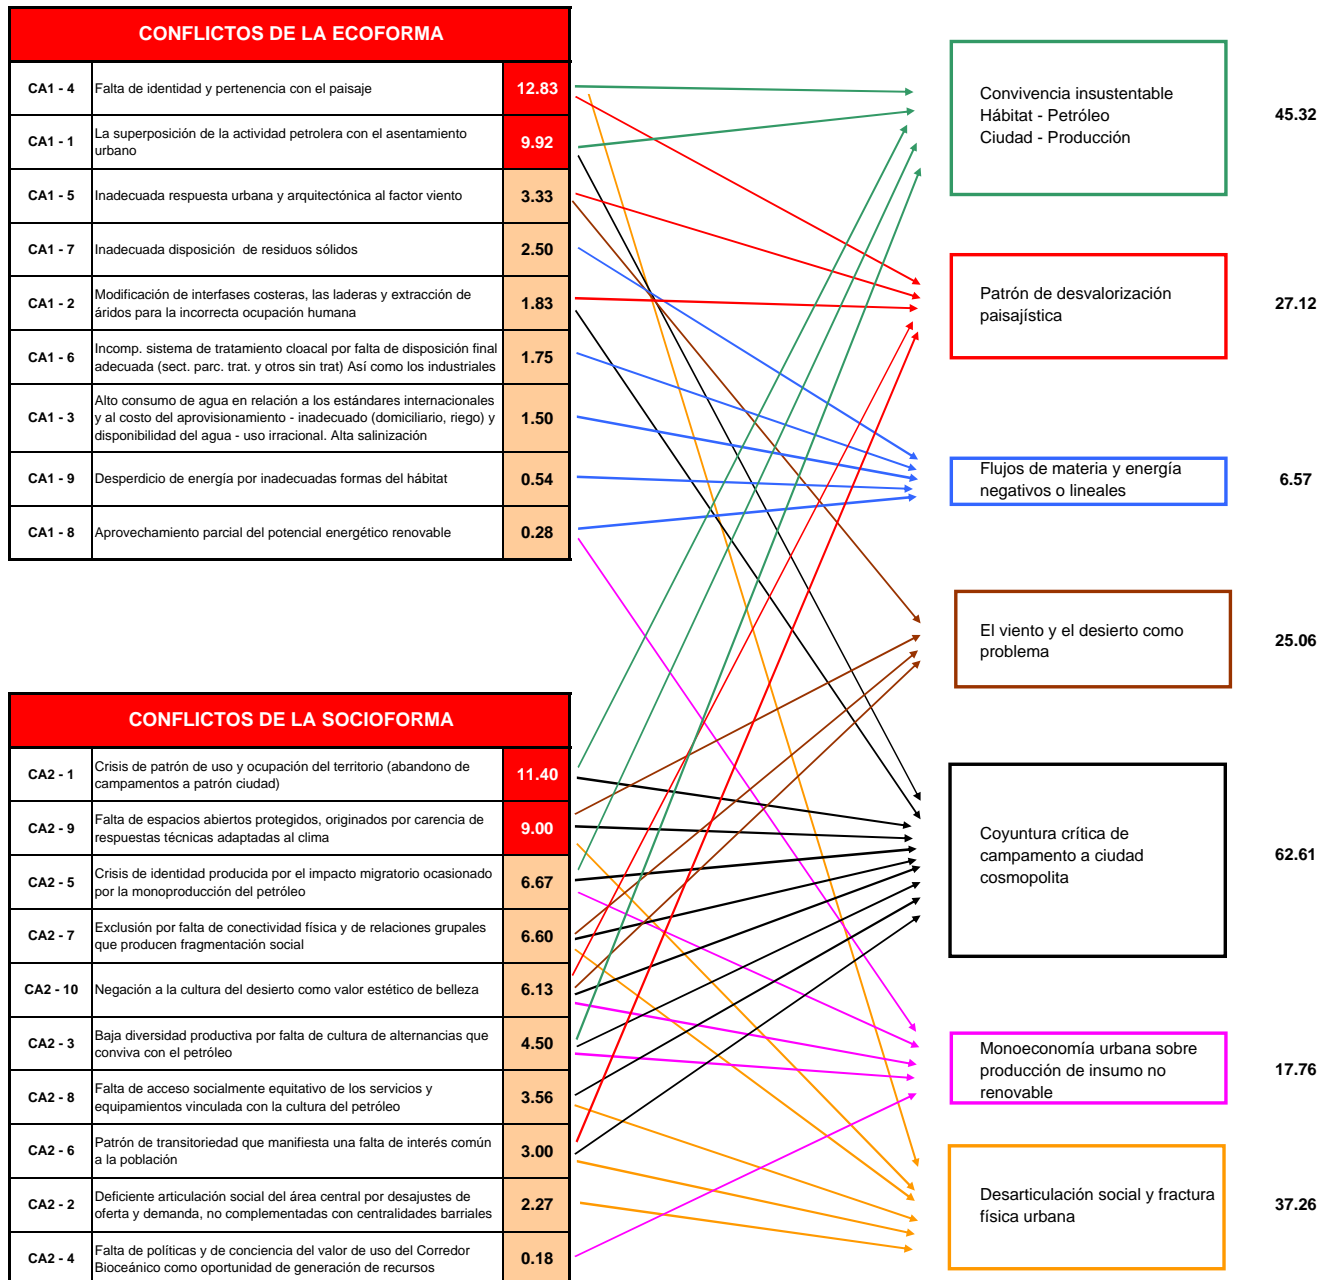 CONFLICTOS DE LA ECOFORMA
CA1 - 4
Falta de identidad y pertenencia con el paisaje
12.83
CA1 - 1
La superposición de la actividad petrolera con el asentamiento
urbano
9.92
CA1 - 5
Inadecuada respuesta urbana y arquitectónica al factor viento
3.33
CA1 - 7
Inadecuada disposición de residuos sólidos
2.50
CA1 - 2
Modificación de interfases costeras, las laderas y extracción de
áridos para la incorrecta ocupación humana
1.83
CA1 - 6
Incomp. sistema de tratamiento cloacal por falta de disposición final
adecuada (sect. parc. trat. y otros sin trat) Así como los industriales
1.75
CA1 - 3
Alto consumo de agua en relación a los estándares internacionales
y al costo del aprovisionamiento - inadecuado (domiciliario, riego) y
disponibilidad del agua - uso irracional. Alta salinización
1.50
CA1 - 9
Desperdicio de energía por inadecuadas formas del hábitat
0.54
CA1 - 8
Aprovechamiento parcial del potencial energético renovable
0.28
CONFLICTOS DE LA SOCIOFORMA
CA2 - 1
Crisis de patrón de uso y ocupación del territorio (abandono de
campamentos a patrón ciudad)
11.40
CA2 - 9
Falta de espacios abiertos protegidos, originados por carencia de
respuestas técnicas adaptadas al clima
9.00
CA2 - 5
Crisis de identidad producida por el impacto migratorio ocasionado
por la monoproducción del petróleo
6.67
CA2 - 7
Exclusión por falta de conectividad física y de relaciones grupales
que producen fragmentación social
6.60
CA2 - 10
Negación a la cultura del desierto como valor estético de belleza
6.13
CA2 - 3
Baja diversidad productiva por falta de cultura de alternancias que
conviva con el petróleo
4.50
CA2 - 8
Falta de acceso socialmente equitativo de los servicios y
equipamientos vinculada con la cultura del petróleo
3.56
CA2 - 6
Patrón de transitoriedad que manifiesta una falta de interés común
a la población
3.00
CA2 - 2
Deficiente articulación social del área central por desajustes de
oferta y demanda, no complementadas con centralidades barriales
2.27
CA2 - 4
Falta de políticas y de conciencia del valor de uso del Corredor
Bioceánico como oportunidad de generación de recursos
0.18
Convivencia insustentable
Hábitat - Petróleo
Ciudad - Producción
45.32
Patrón de desvalorización
paisajística
27.12
Flujos de materia y energía
negativos o lineales
6.57
El viento y el desierto como
problema
25.06
Coyuntura crítica de
campamento a ciudad
cosmopolita
62.61
Monoeconomía urbana sobre
producción de insumo no
renovable
17.76
Desarticulación social y fractura
física urbana
37.26